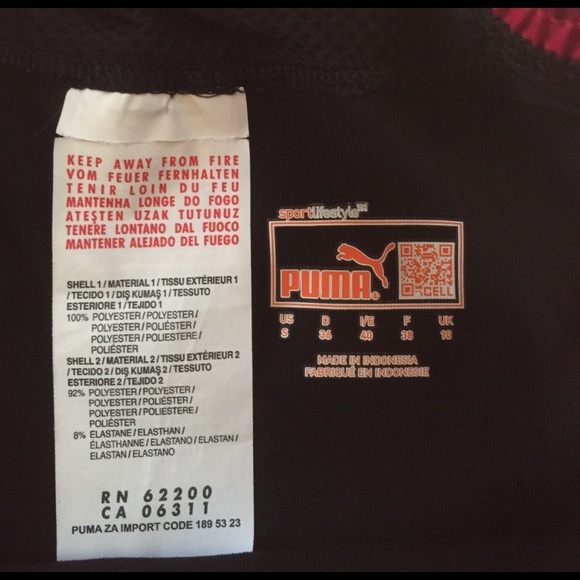 KEEP AWAY FROM FIRE
VOM FEUER FERNHALTEN
TENIR LOIN DU FEU
MANTENHA LONGE DO FOGO
ATEŞTEN UZAK TUTUNUZ
TENERE LONTANO DAL FUOCO
MANTENER ALEJADO DEL FUEGO
SHELL 1 / MATERIAL 1 / TISSU EXTÉRIEUR 1
/ TECIDO 1 / DIŞ KUMAŞ 1 / TESSUTO
ESTERIORE 1 / TEJIDO 1
100% POLYESTER / POLYESTER /
POLYESTER / POLIÉSTER /
POLYESTER / POLIESTERE /
POLIÉSTER
SHELL 2 / MATERIAL 2 / TISSU EXTÉRIEUR 2
/ TECIDO 2 / DIŞ KUMAŞ 2 / TESSUTO
ESTERIORE 2 / TEJIDO 2
92% POLYESTER / POLYESTER /
POLYESTER / POLIÉSTER /
POLYESTER / POLIESTERE /
POLIÉSTER
8% ELASTANE / ELASTHAN /
ÉLASTHANNE / ELASTANO / ELASTAN /
ELASTAN / ELASTANO
RN 62200
CA 06311
PUMA ZA IMPORT CODE 189 53 23
sportlifestyle
PUMA
CELL
US D I/E F UK
S 36 40 38 10
MADE IN INDONESIA
FABRIQUÉ EN INDONESIE